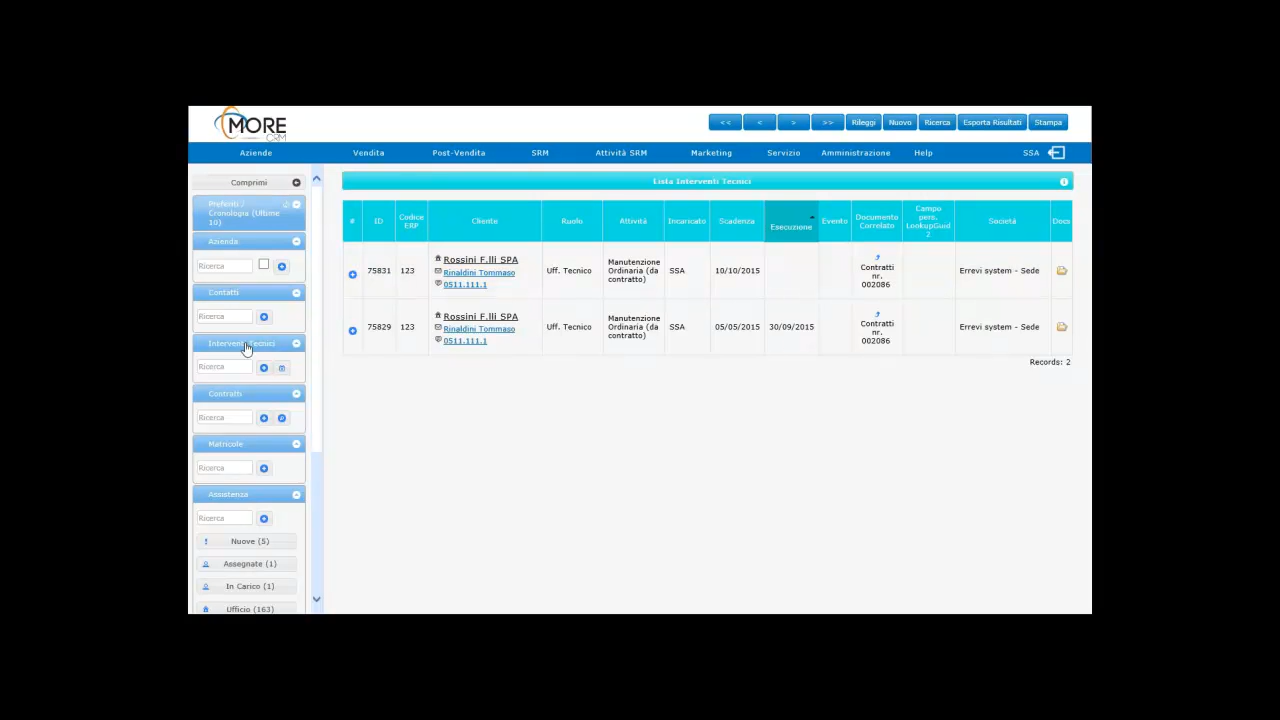 MORE
CRM
<< < > >> Rileggi Nuovo Ricerca Esporta Risultati Stampa
Aziende Vendita Post-Vendita SRM Attività SRM Marketing Servizio Amministrazione Help SSA
Comprimi
Preferiti /
Cronologia (Ultime
10)
Aziende
Ricerca
Contatti
Ricerca
Interventi Tecnici
Ricerca
Contratti
Ricerca
Matricole
Ricerca
Assistenza
Ricerca
Nuove (5)
Assegnate (1)
In Carico (1)
Ufficio (163)
Lista Interventi Tecnici
# ID Codice ERP Cliente Ruolo Attività Incaricato Scadenza Esecuzione Evento Documento Correlato Campo pers. LookupGuid 2 Società Docs
75831 123 Rossini F.lli SPA Uff. Tecnico Manutenzione Ordinaria (da contratto) SSA 10/10/2015 Contratti nr. 002086 Errevi system - Sede
Rinaldini Tommaso
0511.111.1
75829 123 Rossini F.lli SPA Uff. Tecnico Manutenzione Ordinaria (da contratto) SSA 05/05/2015 30/09/2015 Contratti nr. 002086 Errevi system - Sede
Rinaldini Tommaso
0511.111.1
Records: 2